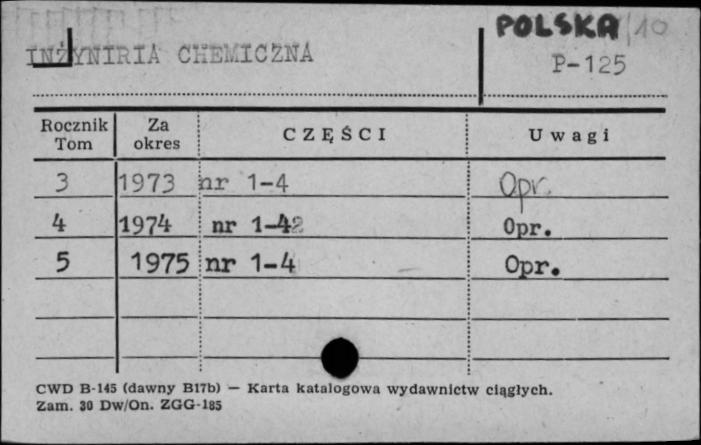 POLSKA 10
INŻYNIRIA CHEMICZNA
P-125
Rocznik Tom Za okres CZĘŚCI Uwagi
3 1973 nr 1-4 Opr.
4 1974 nr 1-4 Opr.
5 1975 nr 1-4 Opr.
CWD B-145 (dawny B17b) — Karta katalogowa wydawnictw ciągłych.
Zam. 30 Dw/On. ZGG-185